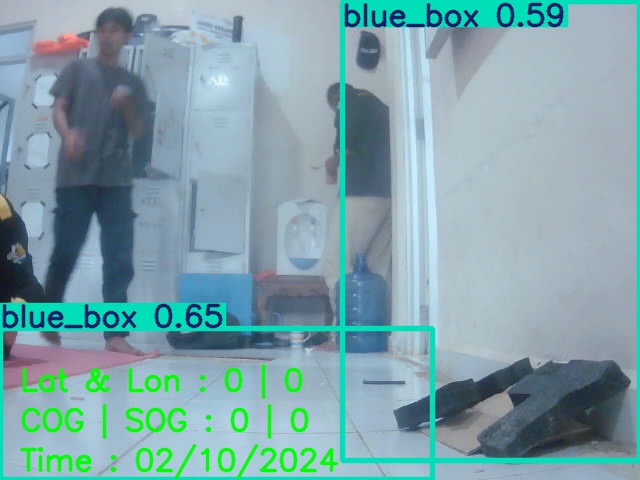 blue_box 0.59
blue_box 0.65
Lat & Lon : 0 | 0
COG | SOG : 0 | 0
Time : 02/10/2024